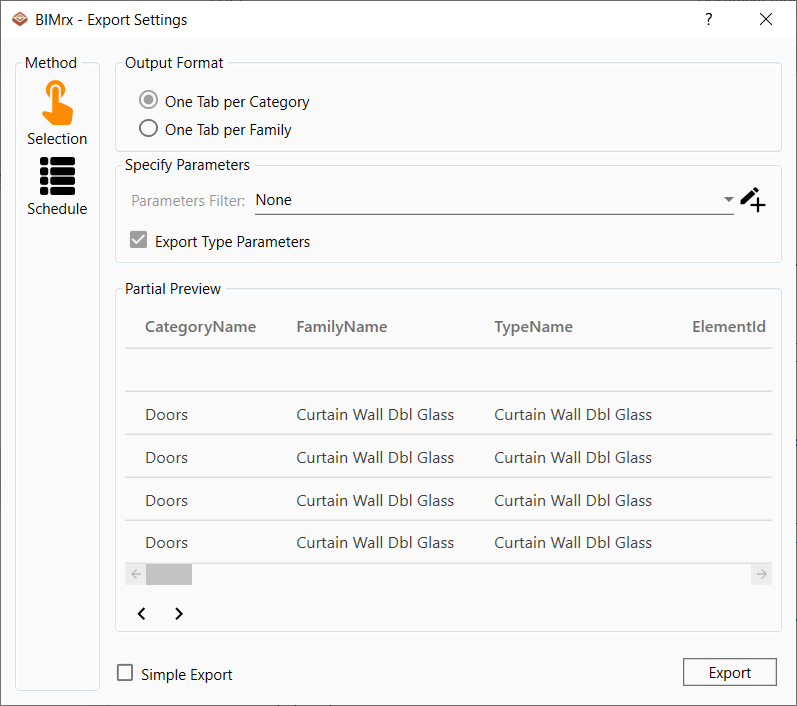 BIMrx - Export Settings ?
Method
Selection
Schedule
Output Format
One Tab per Category
One Tab per Family
Specify Parameters
Parameters Filter: None
Export Type Parameters
Partial Preview
CategoryName FamilyName TypeName ElementId
Doors Curtain Wall Dbl Glass Curtain Wall Dbl Glass
Doors Curtain Wall Dbl Glass Curtain Wall Dbl Glass
Doors Curtain Wall Dbl Glass Curtain Wall Dbl Glass
Doors Curtain Wall Dbl Glass Curtain Wall Dbl Glass
Simple Export Export